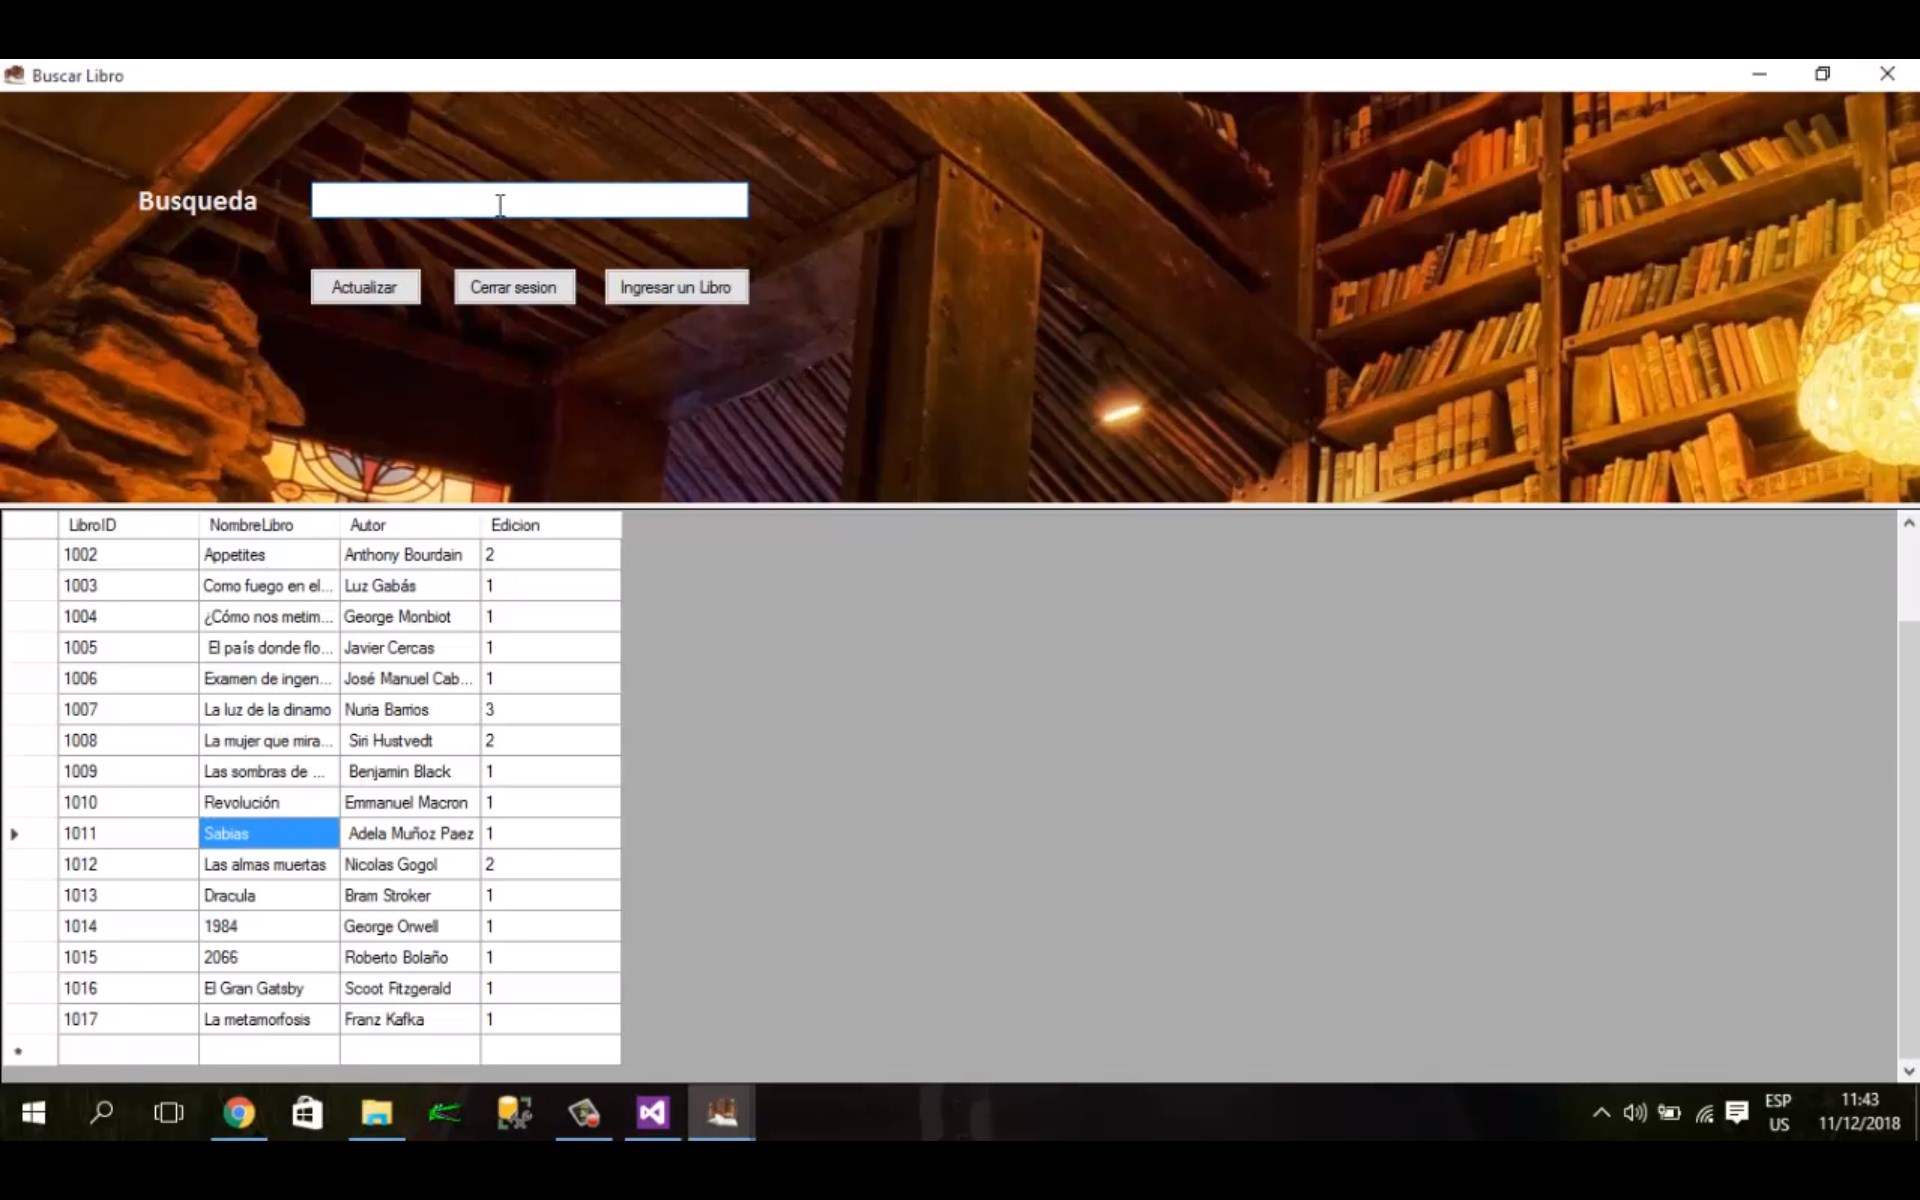 Buscar Libro
Busqueda
Actualizar Cerrar sesion Ingresar un Libro
LibroID NombreLibro Autor Edicion
1002 Appetites Anthony Bourdain 2
1003 Como fuego en el... Luz Gabás 1
1004 ¿Cómo nos metim... George Monbiot 1
1005 El país donde flo... Javier Cercas 1
1006 Examen de ingen... José Manuel Cab... 1
1007 La luz de la dinamo Nuria Barrios 3
1008 La mujer que mira... Siri Hustvedt 2
1009 Las sombras de ... Benjamin Black 1
1010 Revolución Emmanuel Macron 1
1011 Sabias Adela Muñoz Paez 1
1012 Las almas muertas Nicolas Gogol 2
1013 Dracula Bram Stroker 1
1014 1984 George Orwell 1
1015 2066 Roberto Bolaño 1
1016 El Gran Gatsby Scoot Fitzgerald 1
1017 La metamorfosis Franz Kafka 1
ESP 11:43
US 11/12/2018